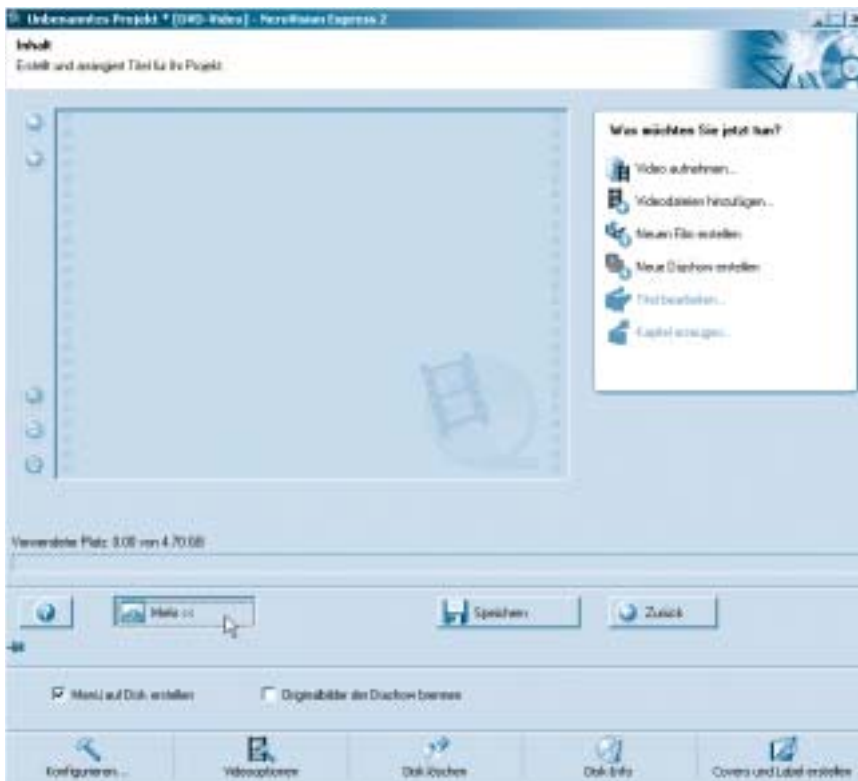 Unbenanntes Projekt * [DVD-Video] - NeroVision Express 2
Inhalt
Erstellt und arrangiert Titel für Ihr Projekt.
Was möchten Sie jetzt tun?
Video aufnehmen...
Videodateien hinzufügen...
Neuen Film erstellen
Neue Diashow erstellen
Titel bearbeiten...
Kapitel erzeugen...
Verwendeter Platz: 0.00 von 4.70 GB
Mehr <<
Speichern
Zurück
Menü auf Disk erstellen
Originalbilder der Diashow brennen
Konfigurieren...
Videooptionen
Disk löschen
Disk Info
Covers und Label erstellen